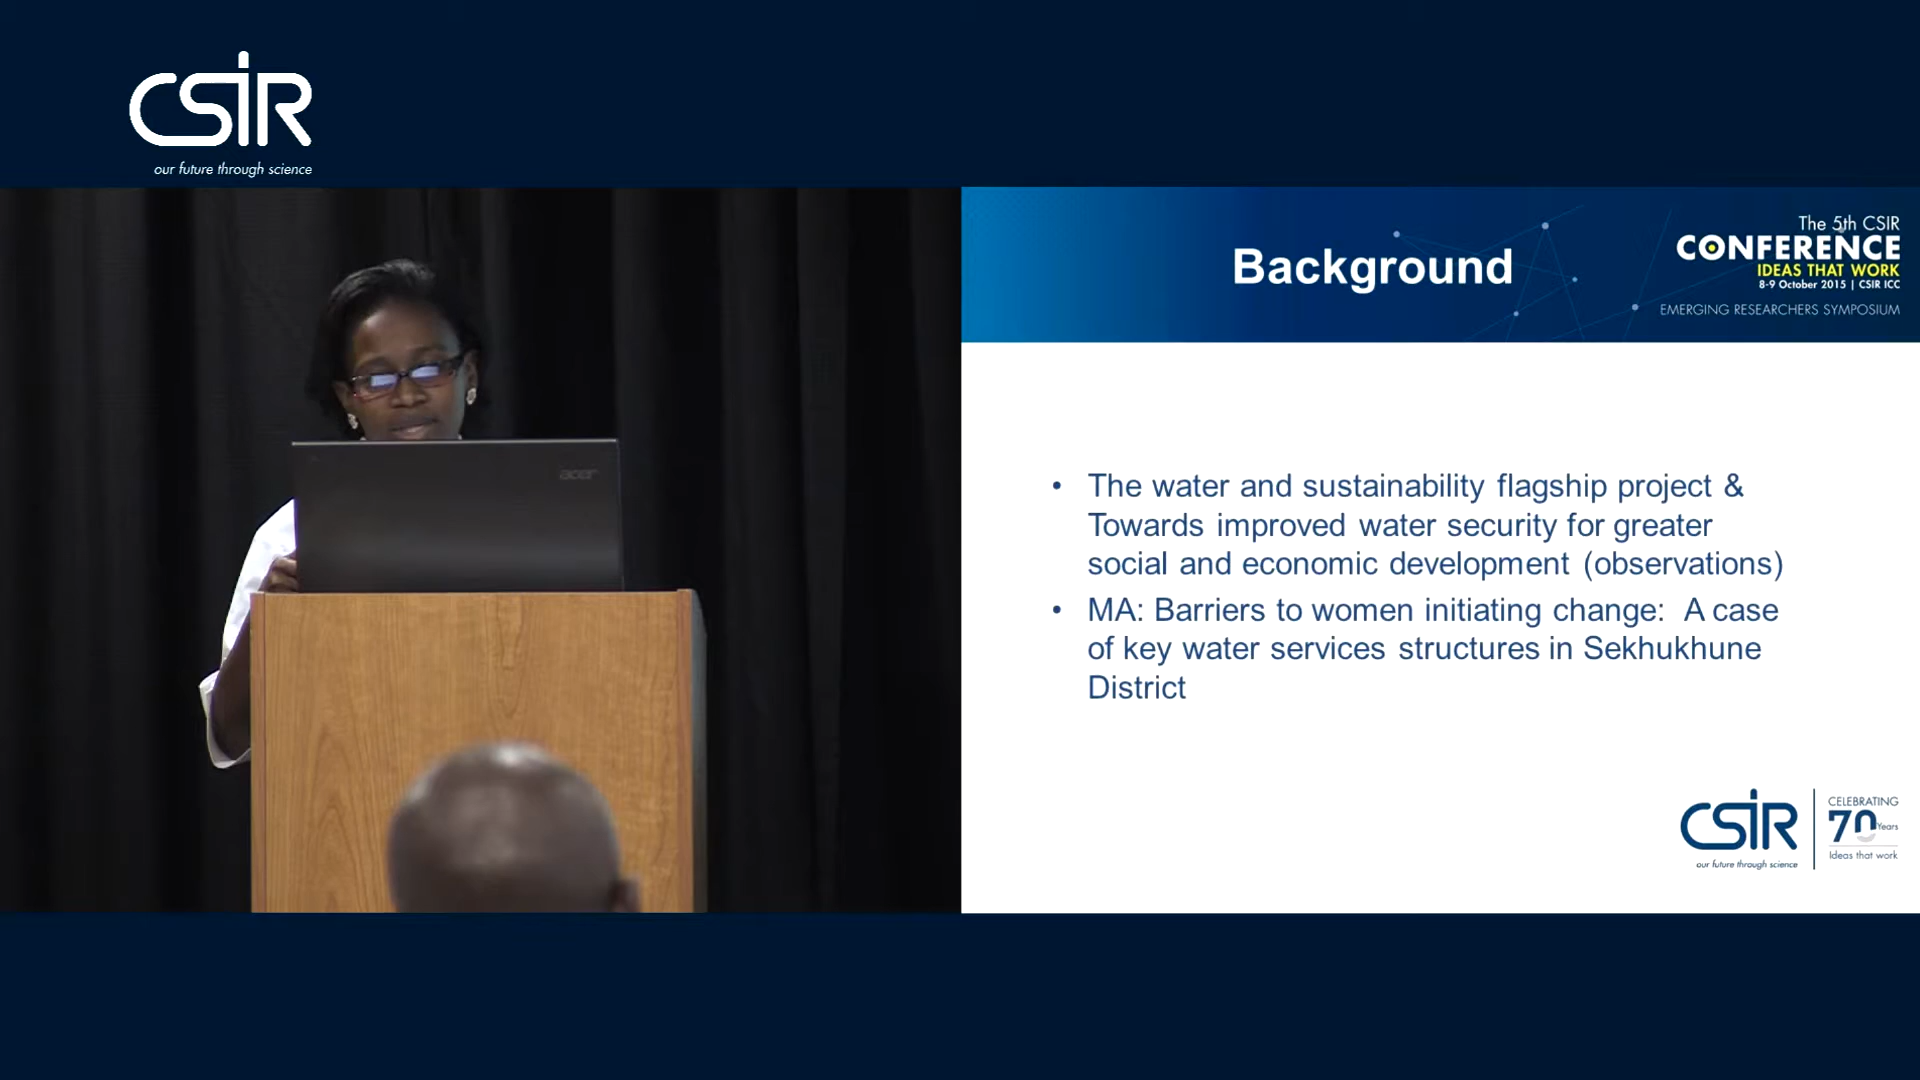 CSIR
our future through science
Background
The 5th CSIR
CONFERENCE
IDEAS THAT WORK
8-9 October 2015 | CSIR ICC
EMERGING RESEARCHERS SYMPOSIUM
acer
• The water and sustainability flagship project &
Towards improved water security for greater
social and economic development (observations)
• MA: Barriers to women initiating change: A case
of key water services structures in Sekhukhune
District
CSIR
our future through science
CELEBRATING
70 Years
Ideas that work